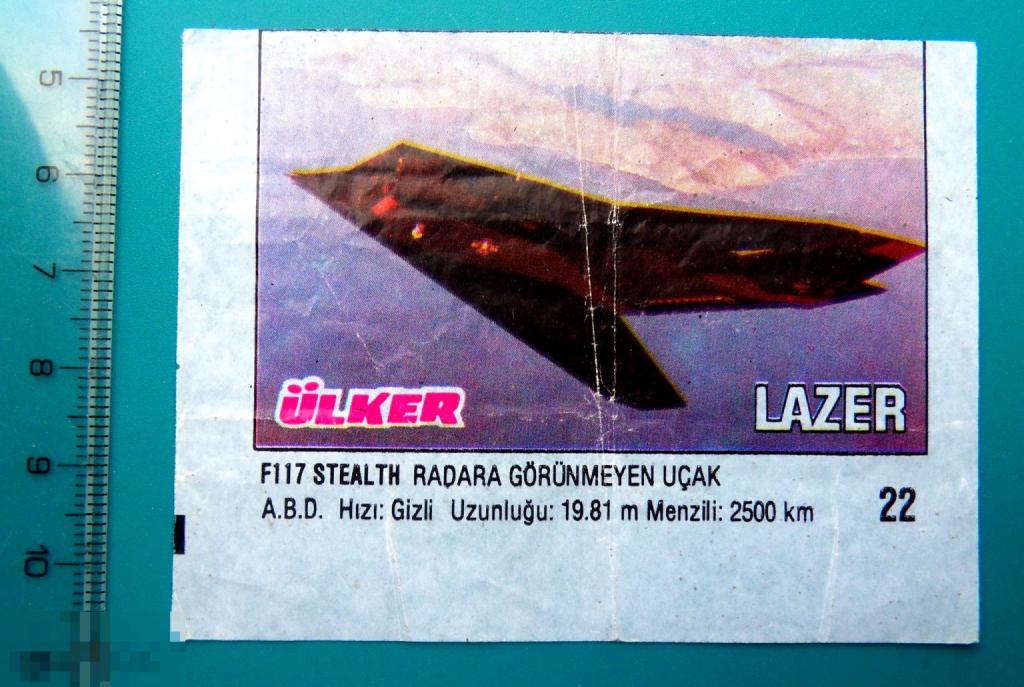 5
6
7
8
9
10
ÜLKER
LAZER
F117 STEALTH RADARA GÖRÜNMEYEN UÇAK
A.B.D. Hızı: Gizli Uzunluğu: 19.81 m Menzili: 2500 km
22